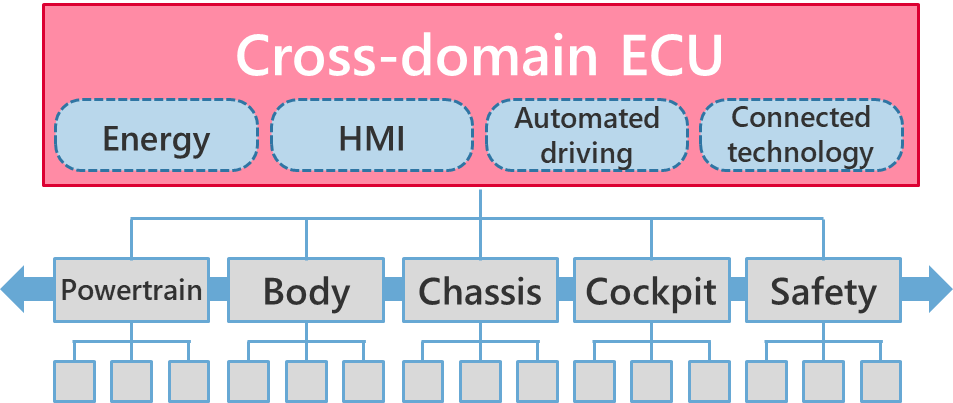 Cross-domain ECU
Energy
HMI
Automated
driving
Connected
technology
Powertrain
Body
Chassis
Cockpit
Safety